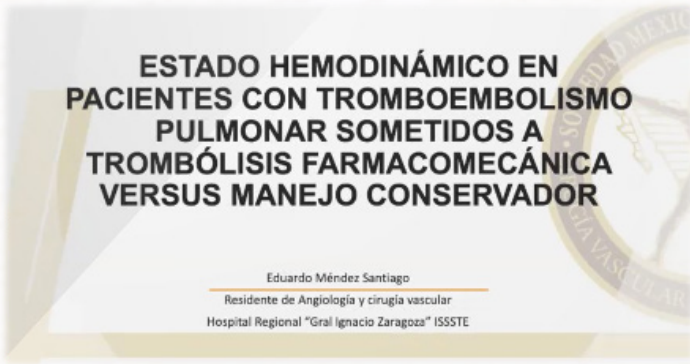 ESTADO HEMODINÁMICO EN
PACIENTES CON TROMBOEMBOLISMO
PULMONAR SOMETIDOS A
TROMBÓLISIS FARMACOMECÁNICA
VERSUS MANEJO CONSERVADOR
Eduardo Méndez Santiago
Residente de Angiología y cirugía vascular
Hospital Regional "Gral Ignacio Zaragoza" ISSSTE